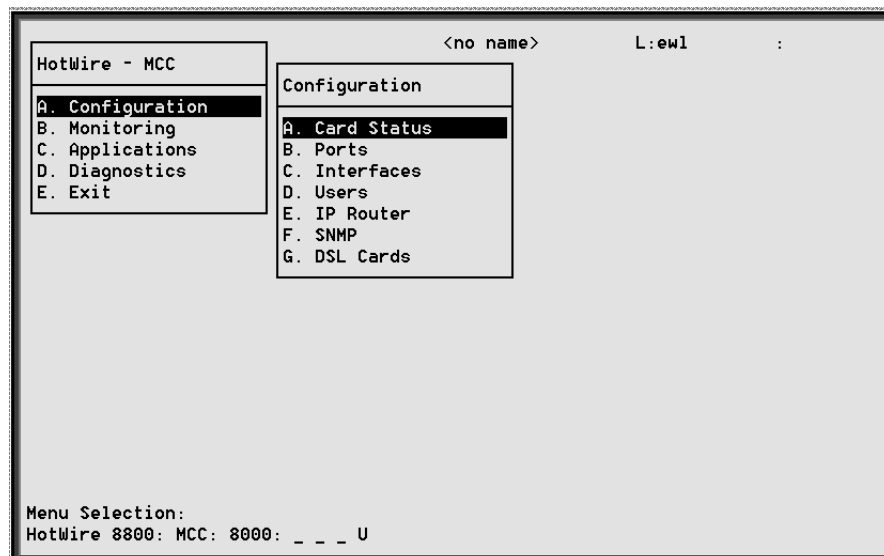 <no name> L:ewl :
HotWire - MCC
A. Configuration
B. Monitoring
C. Applications
D. Diagnostics
E. Exit
Configuration
A. Card Status
B. Ports
C. Interfaces
D. Users
E. IP Router
F. SNMP
G. DSL Cards
Menu Selection:
HotWire 8800: MCC: 8000: _ _ _ U